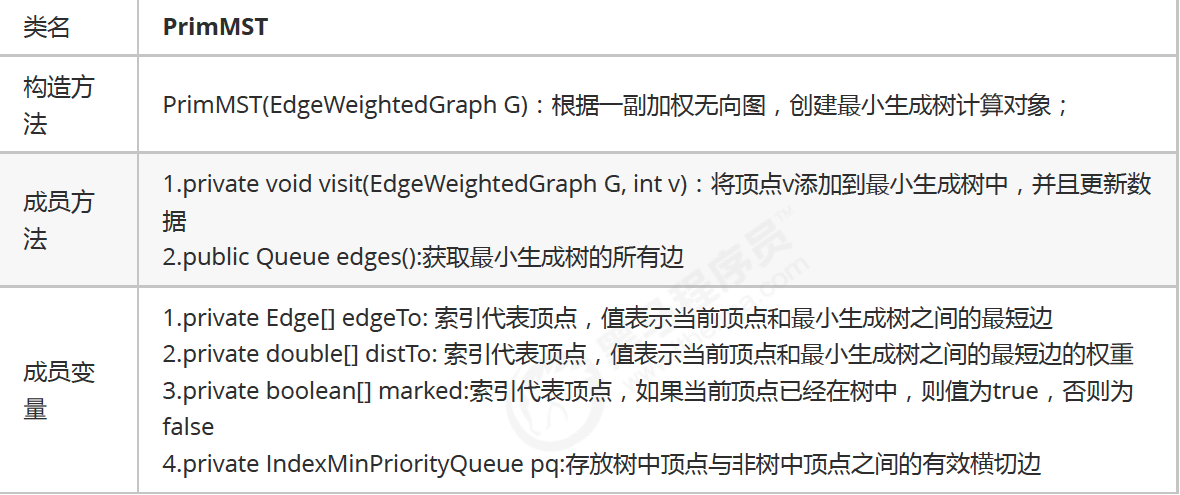 类名
PrimMST
构造方
法
PrimMST(EdgeWeightedGraph G)：根据一副加权无向图，创建最小生成树计算对象；
成员方
法
1.private void visit(EdgeWeightedGraph G, int v)：将顶点v添加到最小生成树中，并且更新数
据
2.public Queue edges():获取最小生成树的所有边
成员变
量
1.private Edge[] edgeTo: 索引代表顶点，值表示当前顶点和最小生成树之间的最短边
2.private double[] distTo: 索引代表顶点，值表示当前顶点和最小生成树之间的最短边的权重
3.private boolean[] marked:索引代表顶点，如果当前顶点已经在树中，则值为true，否则为
false
4.private IndexMinPriorityQueue pq:存放树中顶点与非树中顶点之间的有效横切边